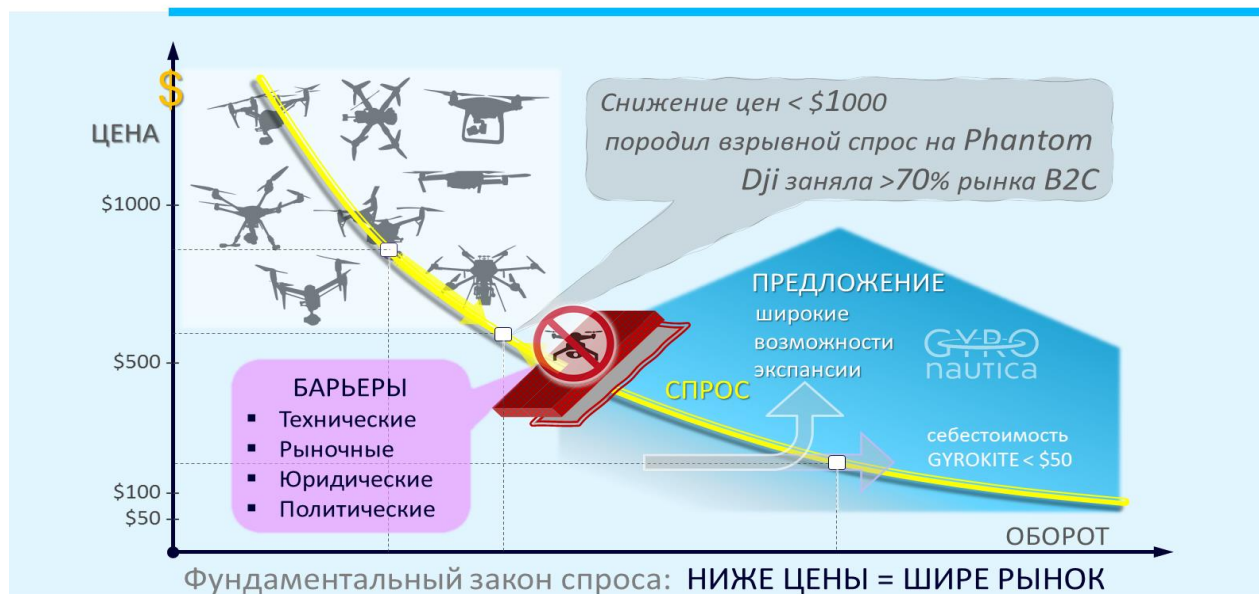 $
ЦЕНА
$1000
$500
$100
$50
Снижение цен < $1000
породил взрывной спрос на Phantom
Dji заняла >70% рынка B2C
ПРЕДЛОЖЕНИЕ
широкие
возможности
экспансии
GYRO
nautica
СПРОС
себестоимость
GYROKITE < $50
БАРЬЕРЫ
▪ Технические
▪ Рыночные
▪ Юридические
▪ Политические
ОБОРОТ
Фундаментальный закон спроса: НИЖЕ ЦЕНЫ = ШИРЕ РЫНОК